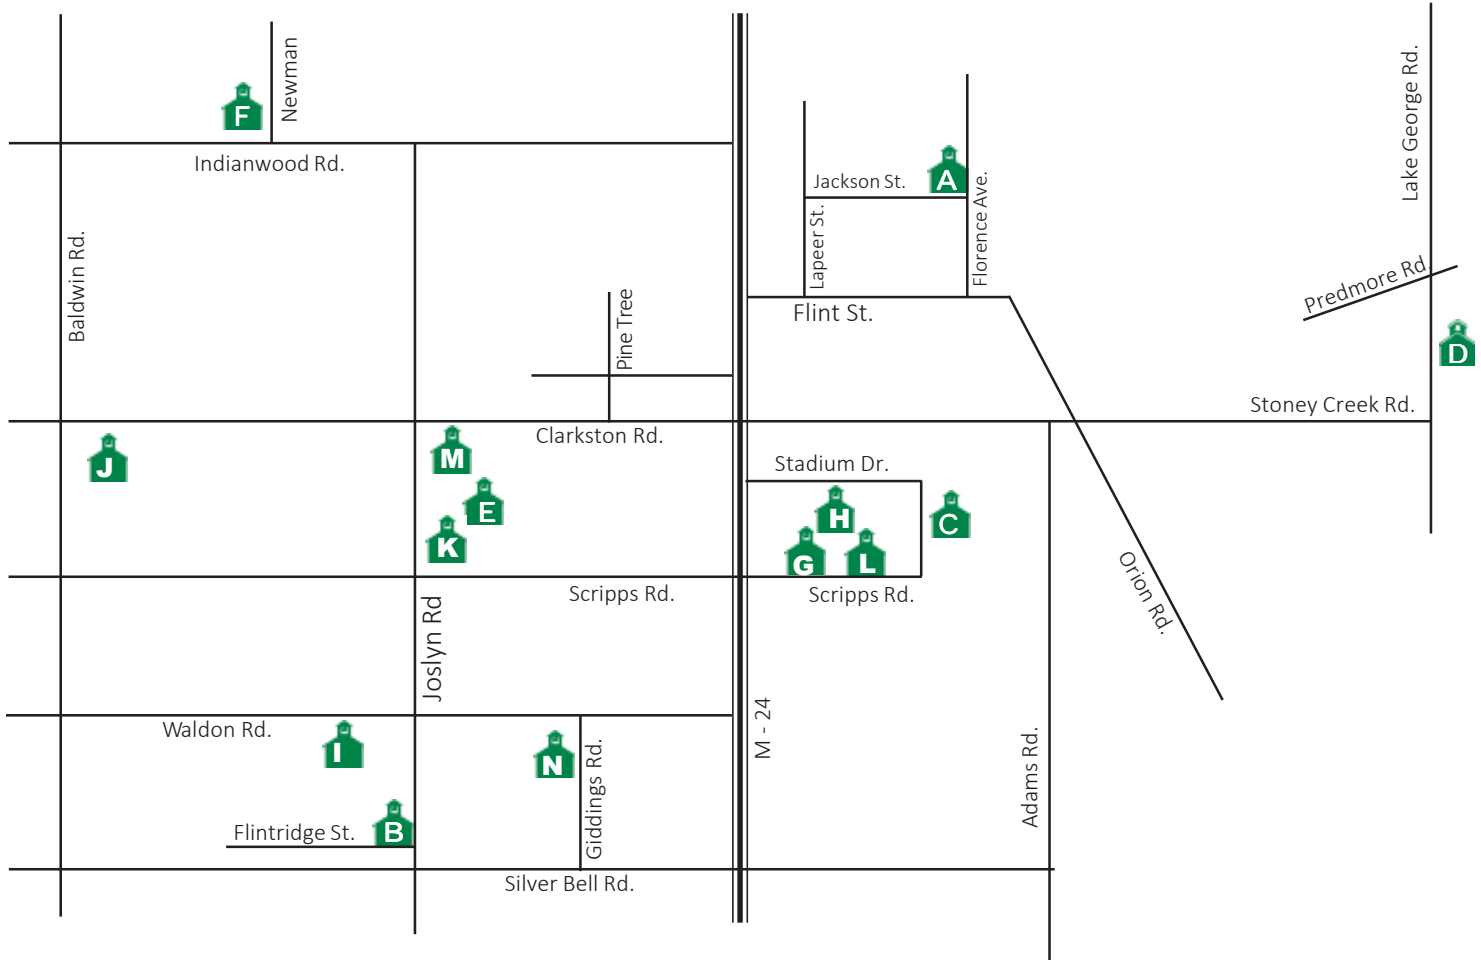 Newman
F
Indianwood Rd.
Lake George Rd.
Jackson St.
A
Lapeer St.
Florence Ave.
Baldwin Rd.
Predmore Rd.
Pine Tree
Flint St.
D
Stoney Creek Rd.
Clarkston Rd.
J
M
E
K
Stadium Dr.
H
C
G
L
Scripps Rd.
Scripps Rd.
Orion Rd.
Joslyn Rd
Waldon Rd.
I
N
Giddings Rd.
M - 24
Adams Rd.
Flintridge St.
B
Silver Bell Rd.